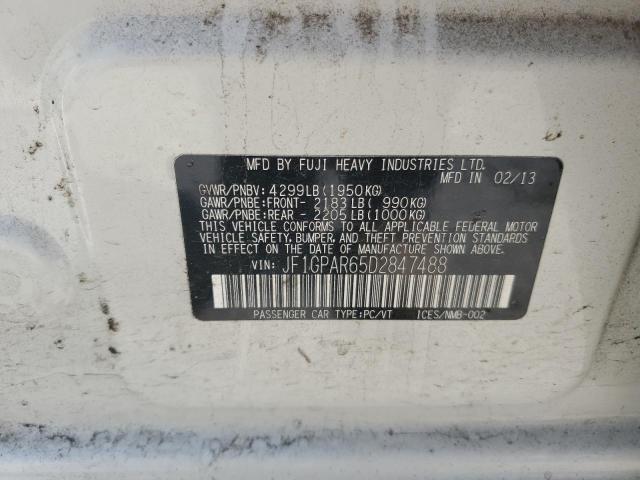 MFD BY FUJI HEAVY INDUSTRIES LTD.
MFD IN 02/13
GVWR/PNBV: 4299LB(1950KG)
GAWR/PNBE:FRONT- 2183LB( 990KG)
GAWR/PNBE:REAR - 2205LB(1000KG)
THIS VEHICLE CONFORMS TO ALL APPLICABLE FEDERAL MOTOR
VEHICLE SAFETY, BUMPER, AND THEFT PREVENTION STANDARDS
IN EFFECT ON THE DATE OF MANUFACTURE SHOWN ABOVE.
VIN: JF1GPAR65D2847488
PASSENGER CAR TYPE:PC/VT ICES/NMB-002